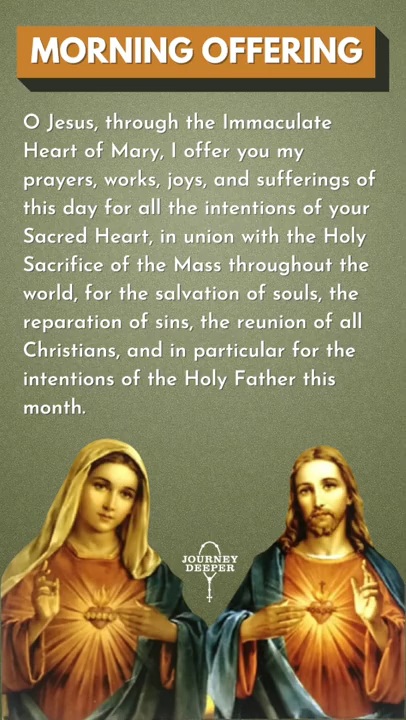 MORNING OFFERING
O Jesus, through the Immaculate
Heart of Mary, I offer you my
prayers, works, joys, and sufferings of
this day for all the intentions of your
Sacred Heart, in union with the Holy
Sacrifice of the Mass throughout the
world, for the salvation of souls, the
reparation of sins, the reunion of all
Christians, and in particular for the
intentions of the Holy Father this
month.
JOURNEY
DEEPER